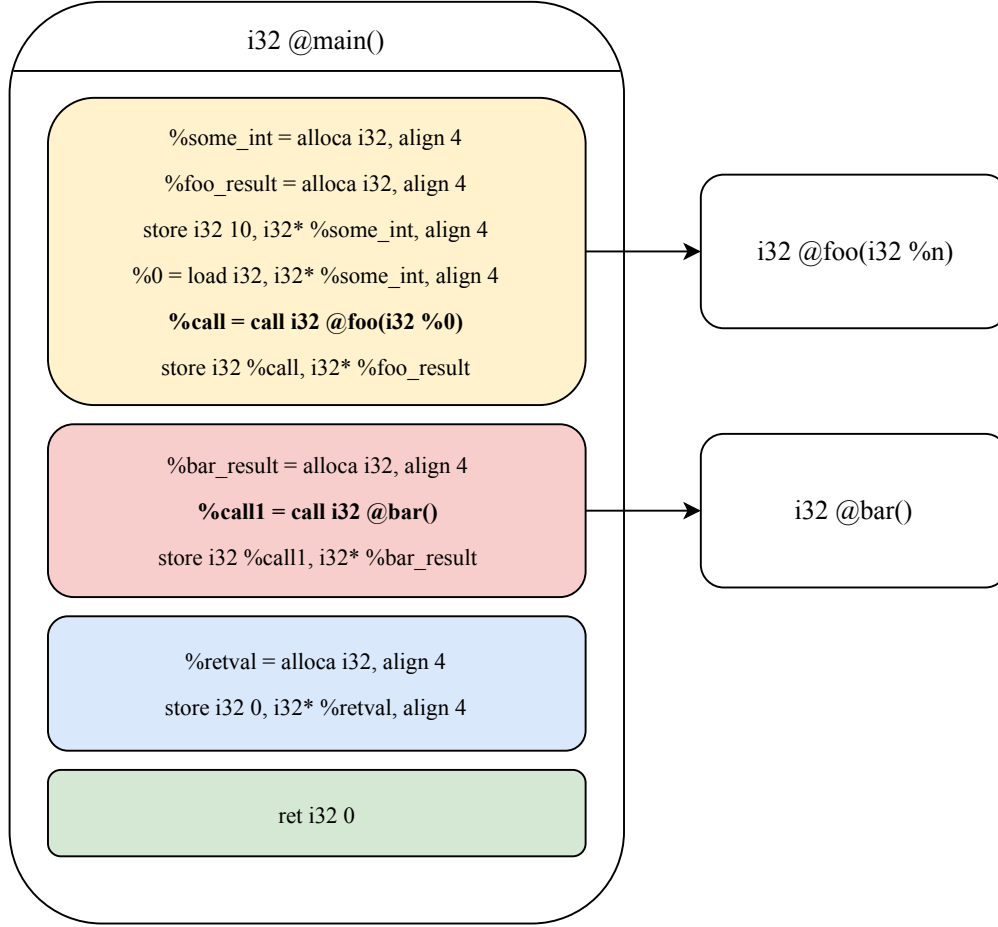 i32 @main()
%some_int = alloca i32, align 4
%foo_result = alloca i32, align 4
store i32 10, i32* %some_int, align 4
%0 = load i32, i32* %some_int, align 4
%call = call i32 @foo(i32 %0)
store i32 %call, i32* %foo_result
i32 @foo(i32 %n)
%bar_result = alloca i32, align 4
%call1 = call i32 @bar()
store i32 %call1, i32* %bar_result
i32 @bar()
%retval = alloca i32, align 4
store i32 0, i32* %retval, align 4
ret i32 0